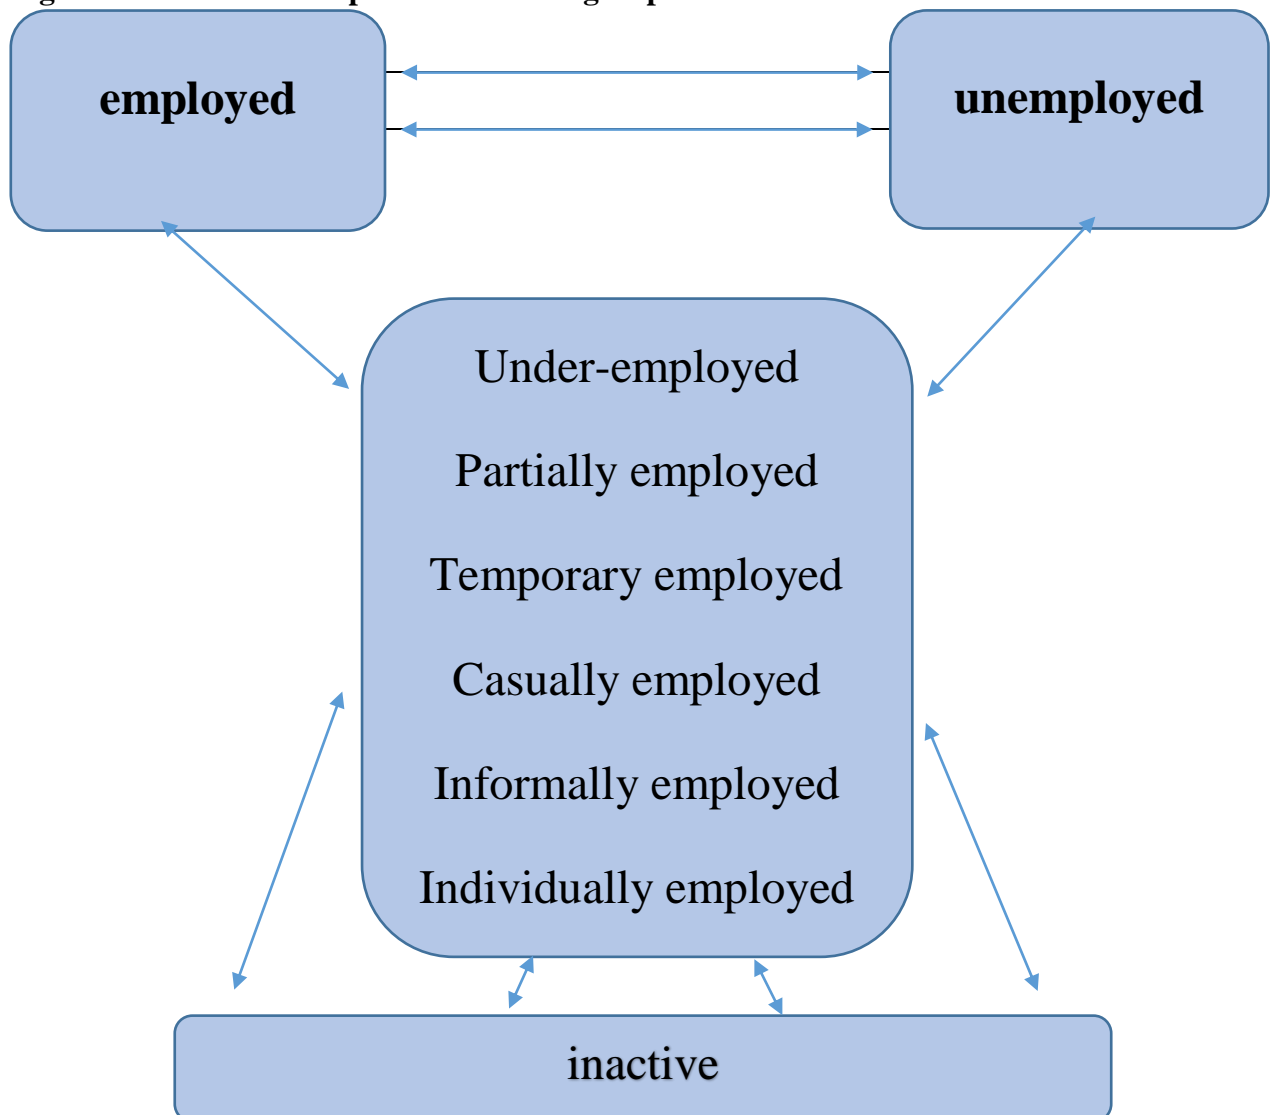 employed
unemployed
Under-employed
Partially employed
Temporary employed
Casually employed
Informally employed
Individually employed
inactive